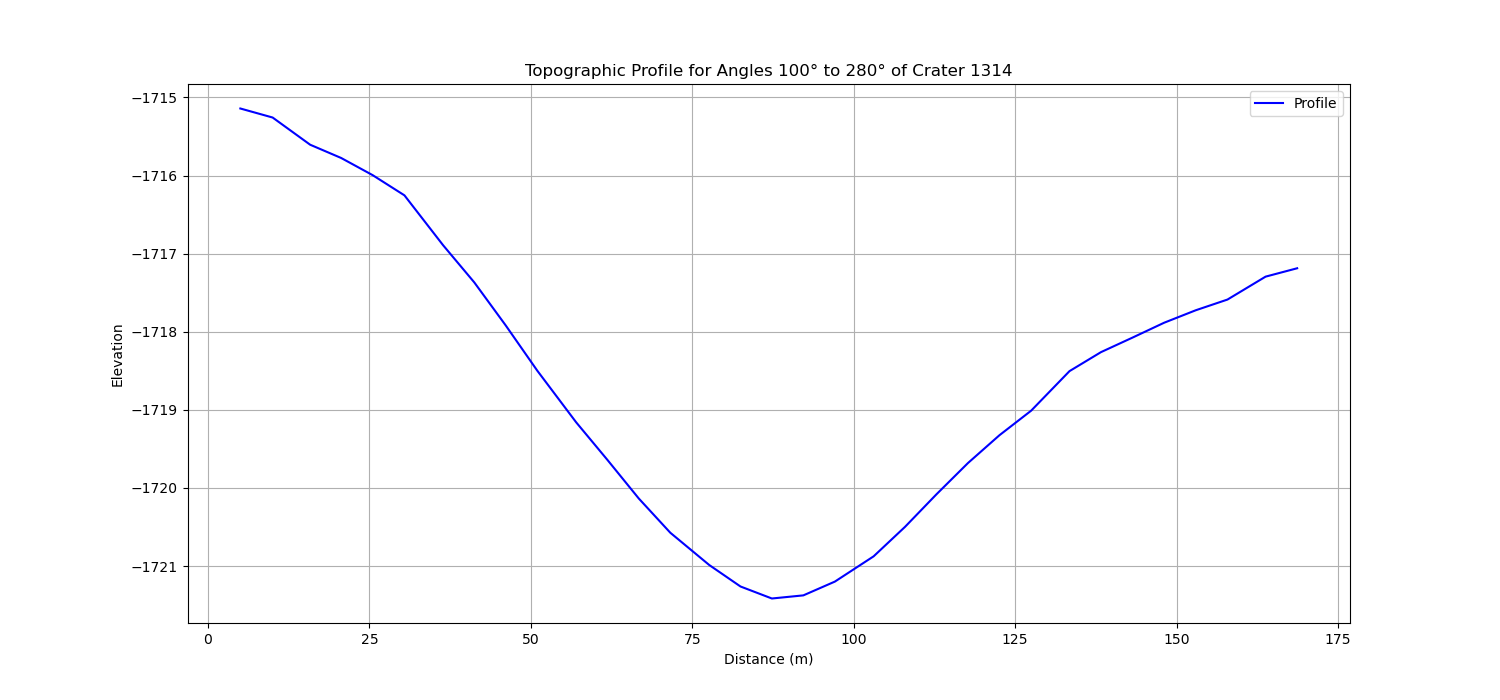 Topographic Profile for Angles 100° to 280° of Crater 1314
Profile
−1715
−1716
−1717
−1718
−1719
−1720
−1721
Elevation
0 25 50 75 100 125 150 175
Distance (m)